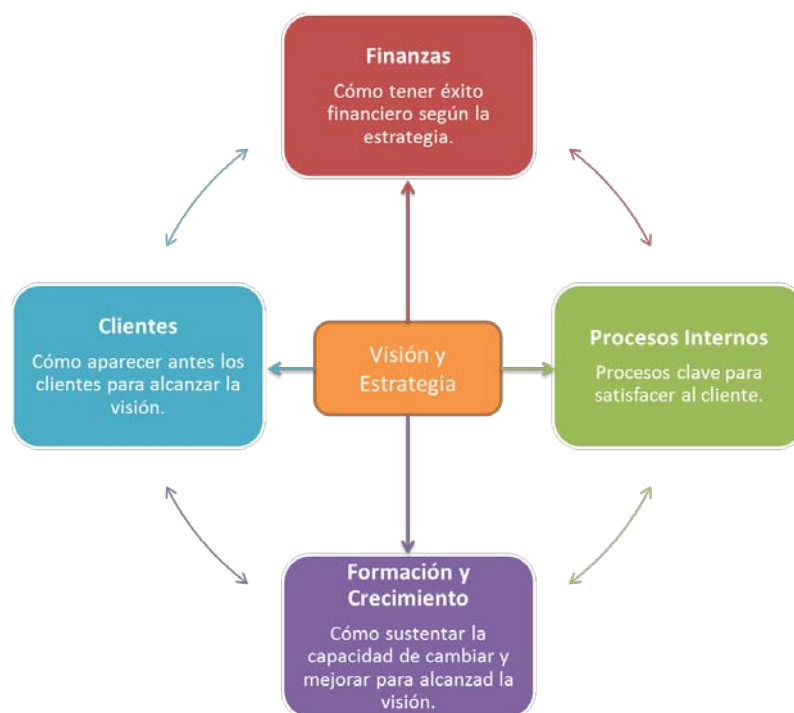 Finanzas
Cómo tener éxito
financiero según la
estrategia.
Clientes
Cómo aparecer antes los
clientes para alcanzar la
visión.
Visión y
Estrategia
Procesos Internos
Procesos clave para
satisfacer al cliente.
Formación y
Crecimiento
Cómo sustentar la
capacidad de cambiar y
mejorar para alcanzad la
visión.